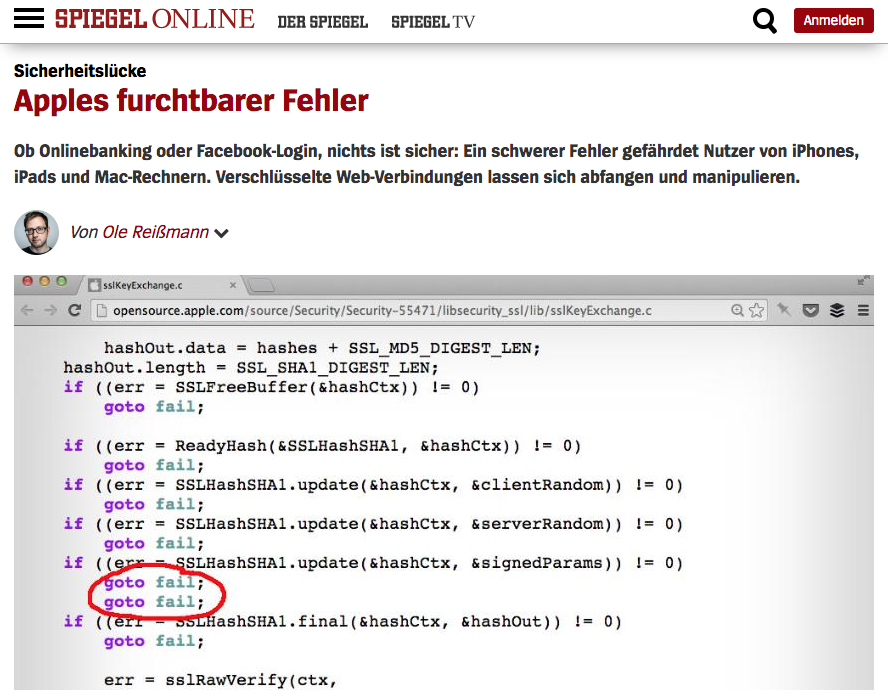 SPIEGEL ONLINE DER SPIEGEL SPIEGEL TV Anmelden
Sicherheitslücke
Apples furchtbarer Fehler
Ob Onlinebanking oder Facebook-Login, nichts ist sicher: Ein schwerer Fehler gefährdet Nutzer von iPhones,
iPads und Mac-Rechnern. Verschlüsselte Web-Verbindungen lassen sich abfangen und manipulieren.
Von Ole Reißmann
sslKeyExchange.c
opensource.apple.com/source/Security/Security-55471/libsecurity_ssl/lib/sslKeyExchange.c
hashOut.data = hashes + SSL_MD5_DIGEST_LEN;
hashOut.length = SSL_SHA1_DIGEST_LEN;
if ((err = SSLFreeBuffer(&hashCtx)) != 0)
goto fail;
if ((err = ReadyHash(&SSLHashSHA1, &hashCtx)) != 0)
goto fail;
if ((err = SSLHashSHA1.update(&hashCtx, &clientRandom)) != 0)
goto fail;
if ((err = SSLHashSHA1.update(&hashCtx, &serverRandom)) != 0)
goto fail;
if ((err = SSLHashSHA1.update(&hashCtx, &signedParams)) != 0)
goto fail;
goto fail;
if ((err = SSLHashSHA1.final(&hashCtx, &hashOut)) != 0)
goto fail;
err = sslRawVerify(ctx,